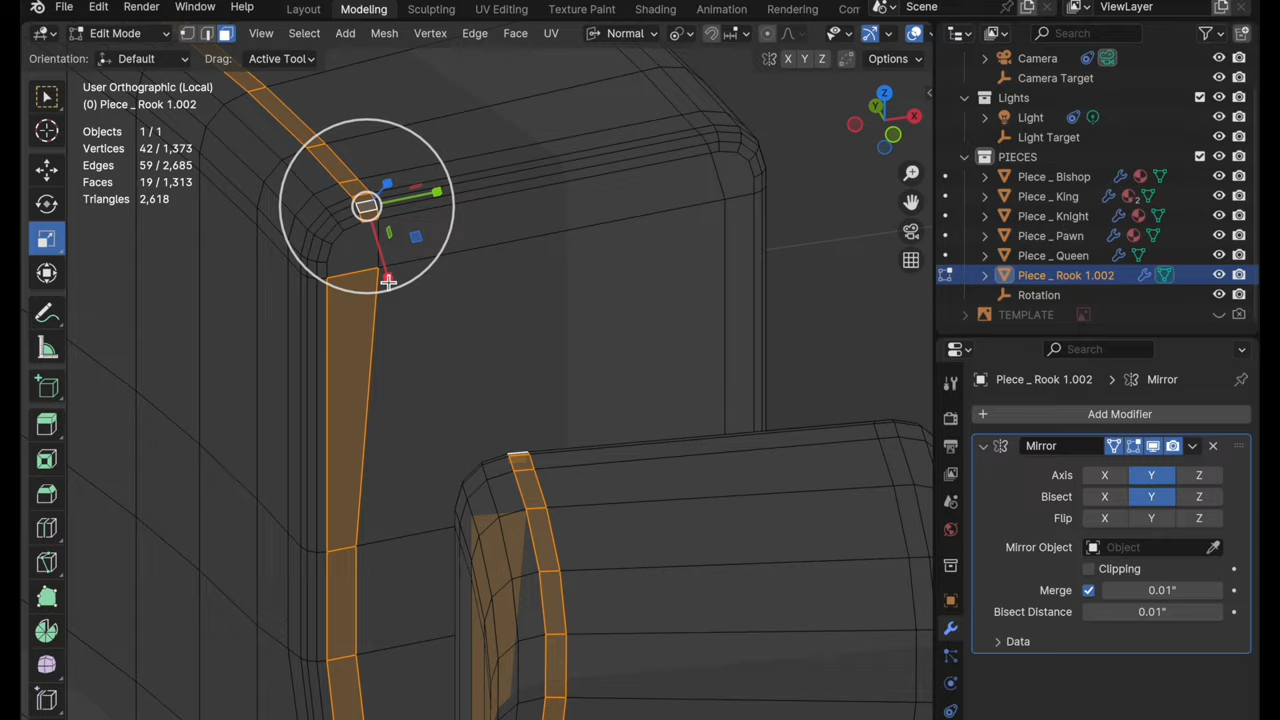 File Edit Render Window Help Layout Modeling Sculpting UV Editing Texture Paint Shading Animation Rendering Com Scene ViewLayer
Edit Mode View Select Add Mesh Vertex Edge Face UV Normal Search
Orientation: Default Drag: Active Tool X Y Z Options
User Orthographic (Local)
(0) Piece _ Rook 1.002
Objects 1 / 1
Vertices 42 / 1,373
Edges 59 / 2,685
Faces 19 / 1,313
Triangles 2,618
Z
Y
X
Camera
Camera Target
Lights
Light
Light Target
PIECES
Piece _ Bishop
Piece _ King 2
Piece _ Knight
Piece _ Pawn
Piece _ Queen
Piece _ Rook 1.002
Rotation
TEMPLATE
Search
Piece _ Rook 1.002 Mirror
Add Modifier
Mirror
Axis X Y Z
Bisect X Y Z
Flip X Y Z
Mirror Object Object
Clipping
Merge 0.01"
Bisect Distance 0.01"
Data